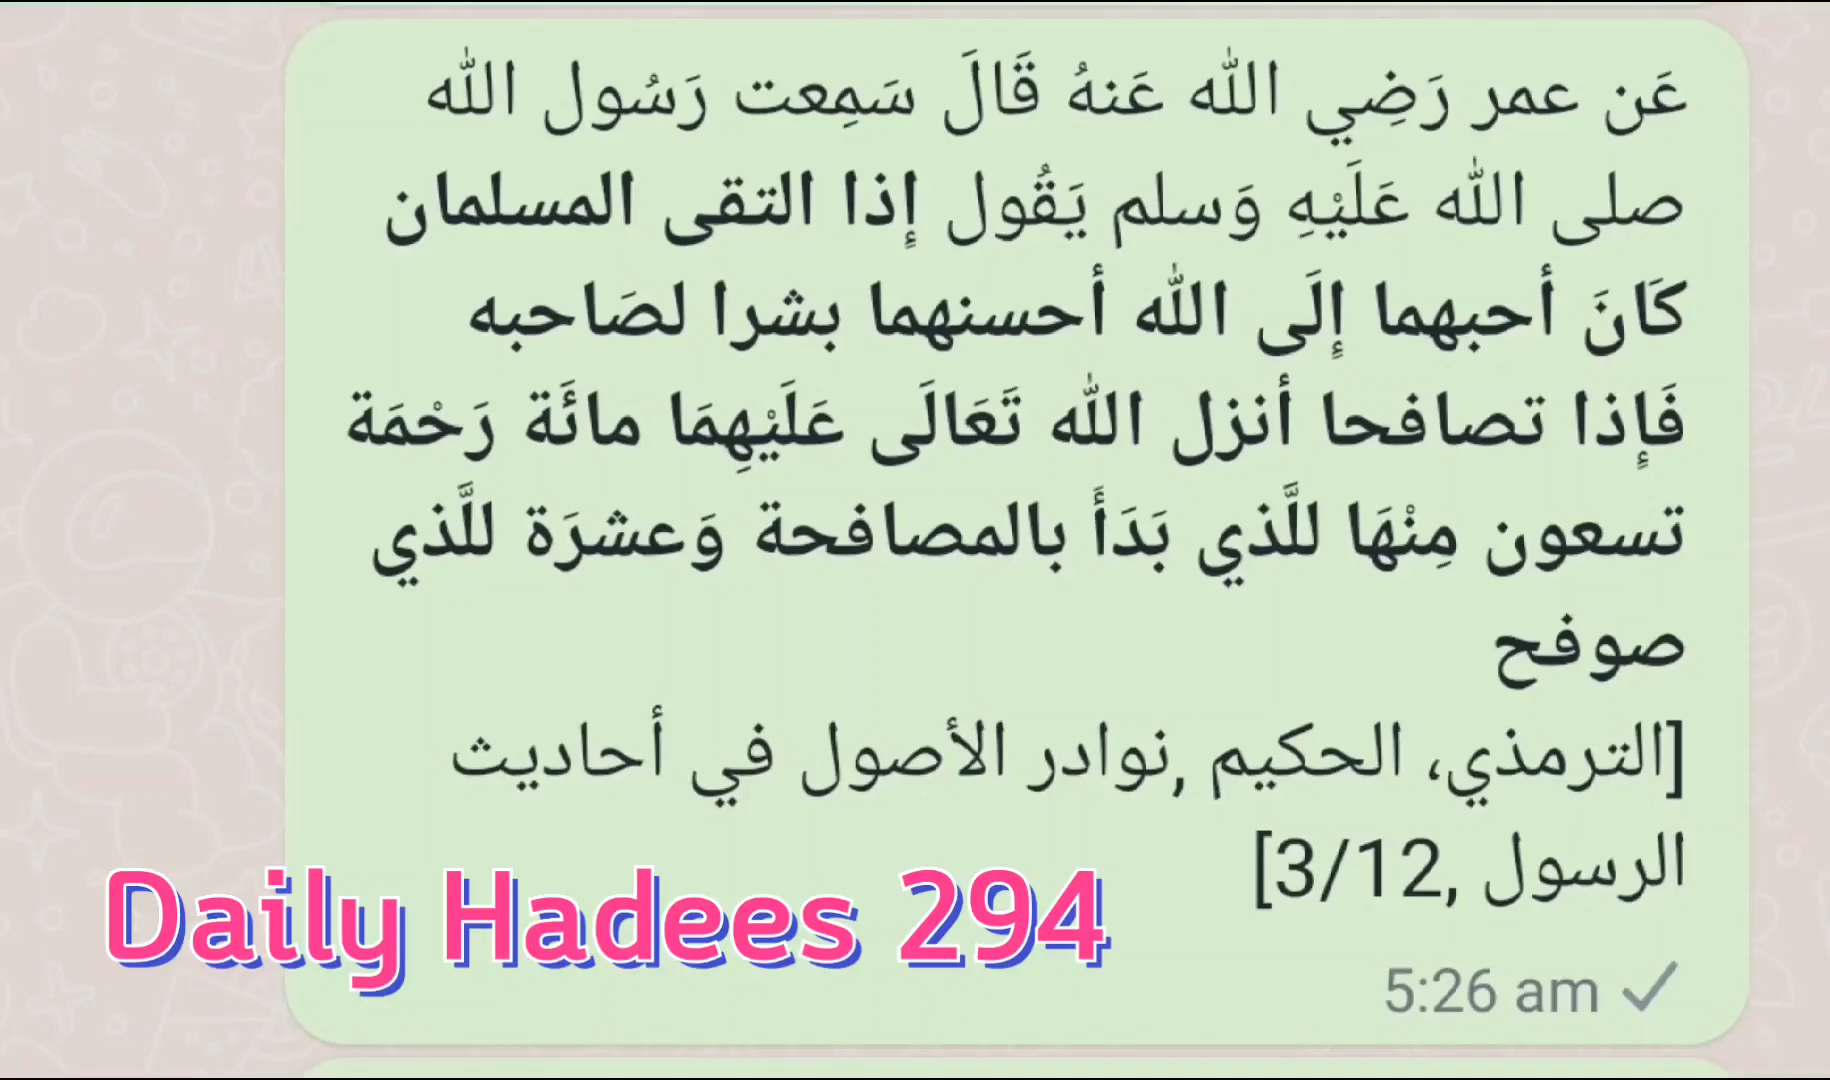 عَن عمر رَضِي الله عَنهُ قَالَ سَمِعت رَسُول الله
صلى الله عَلَيْهِ وَسلم يَقُول إِذا التقى المسلمان
كَانَ أحبهما إِلَى الله أحسنهما بشرا لصَاحبه
فَإِذا تصافحا أنزل الله تَعَالَى عَلَيْهِمَا مائَة رَحْمَة
تسعون مِنْهَا للَّذي بَدَأَ بالمصافحة وَعشرَة للَّذي
صوفح
[الترمذي، الحكيم ,نوادر الأصول في أحاديث
الرسول ,3/12]
Daily Hadees 294
5:26 am